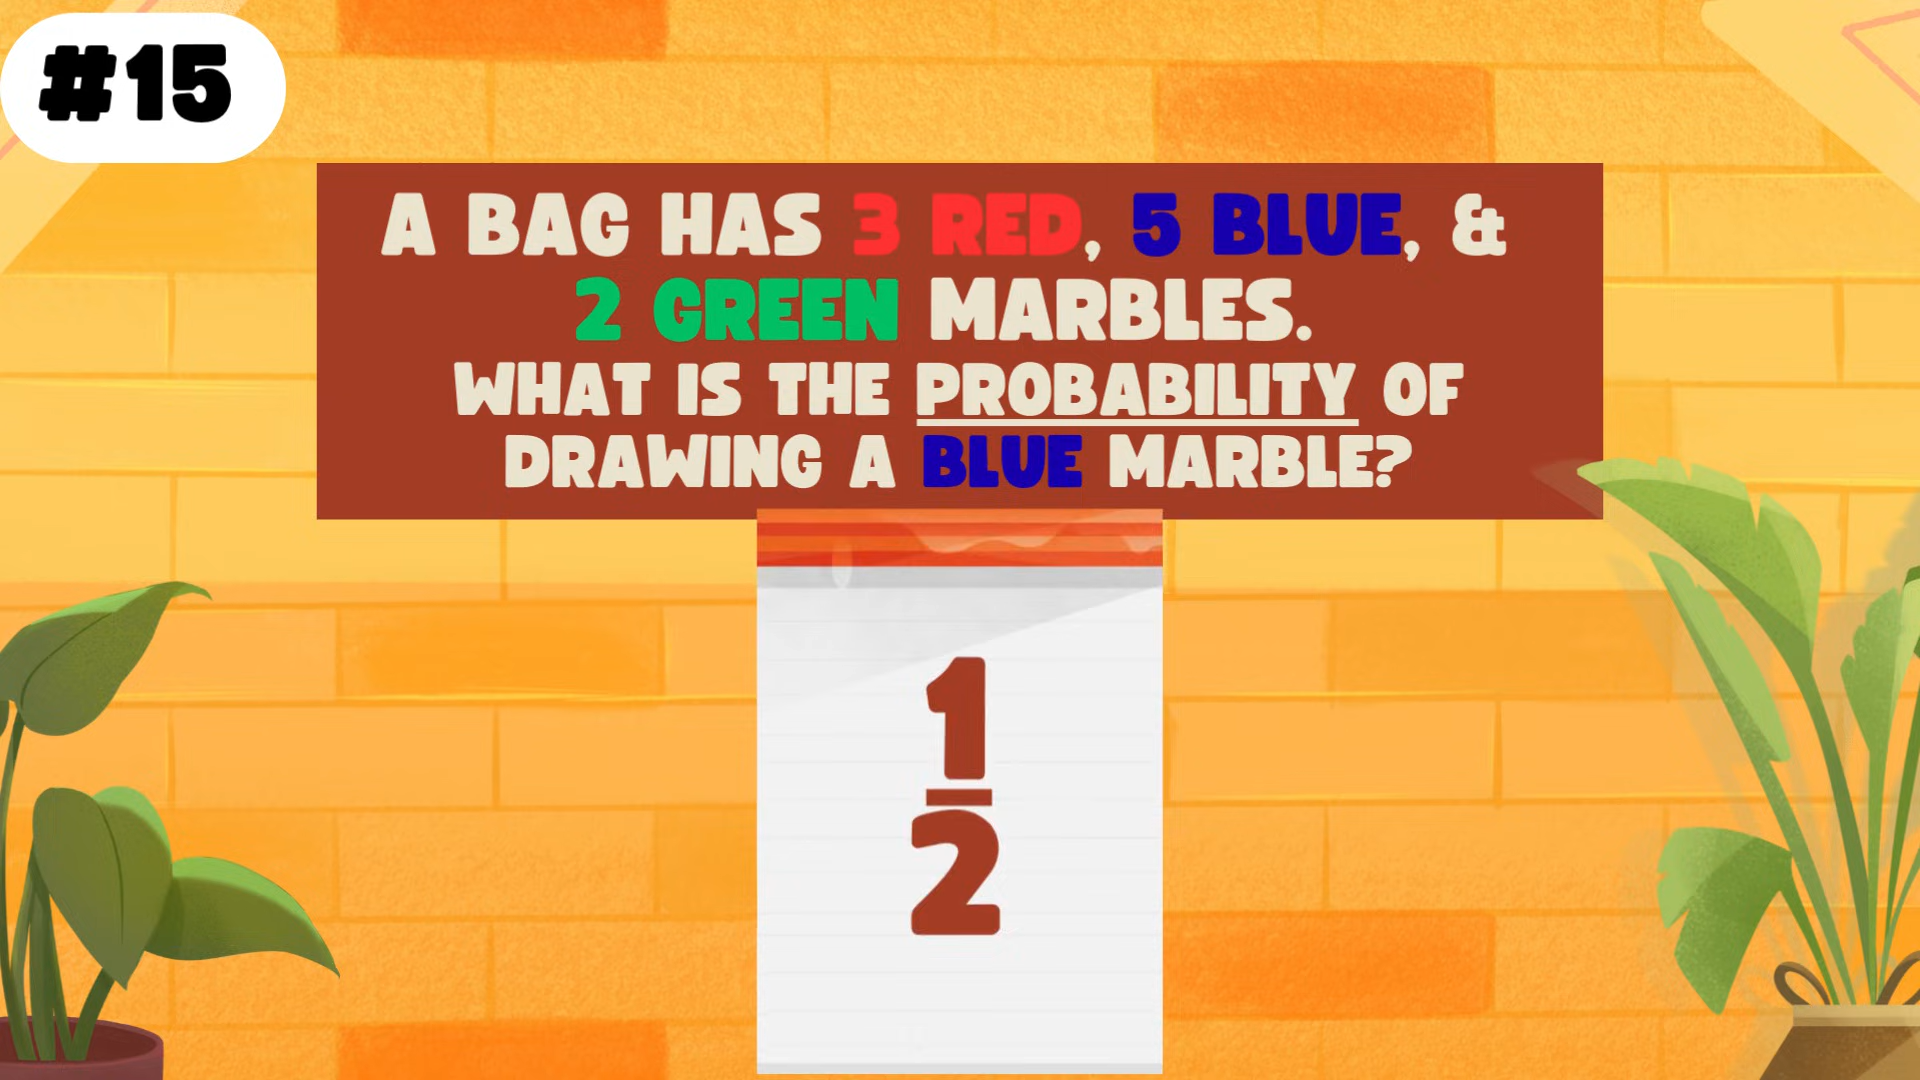 #15
A BAG HAS 3 RED, 5 BLUE, &
2 GREEN MARBLES.
WHAT IS THE PROBABILITY OF
DRAWING A BLUE MARBLE?
1
2